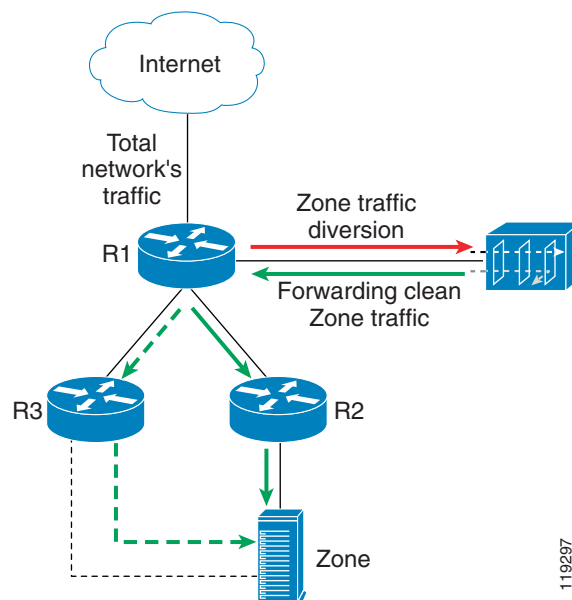 Internet
Total
network's
traffic
Zone traffic
diversion
R1
Forwarding clean
Zone traffic
R3
R2
Zone
119297